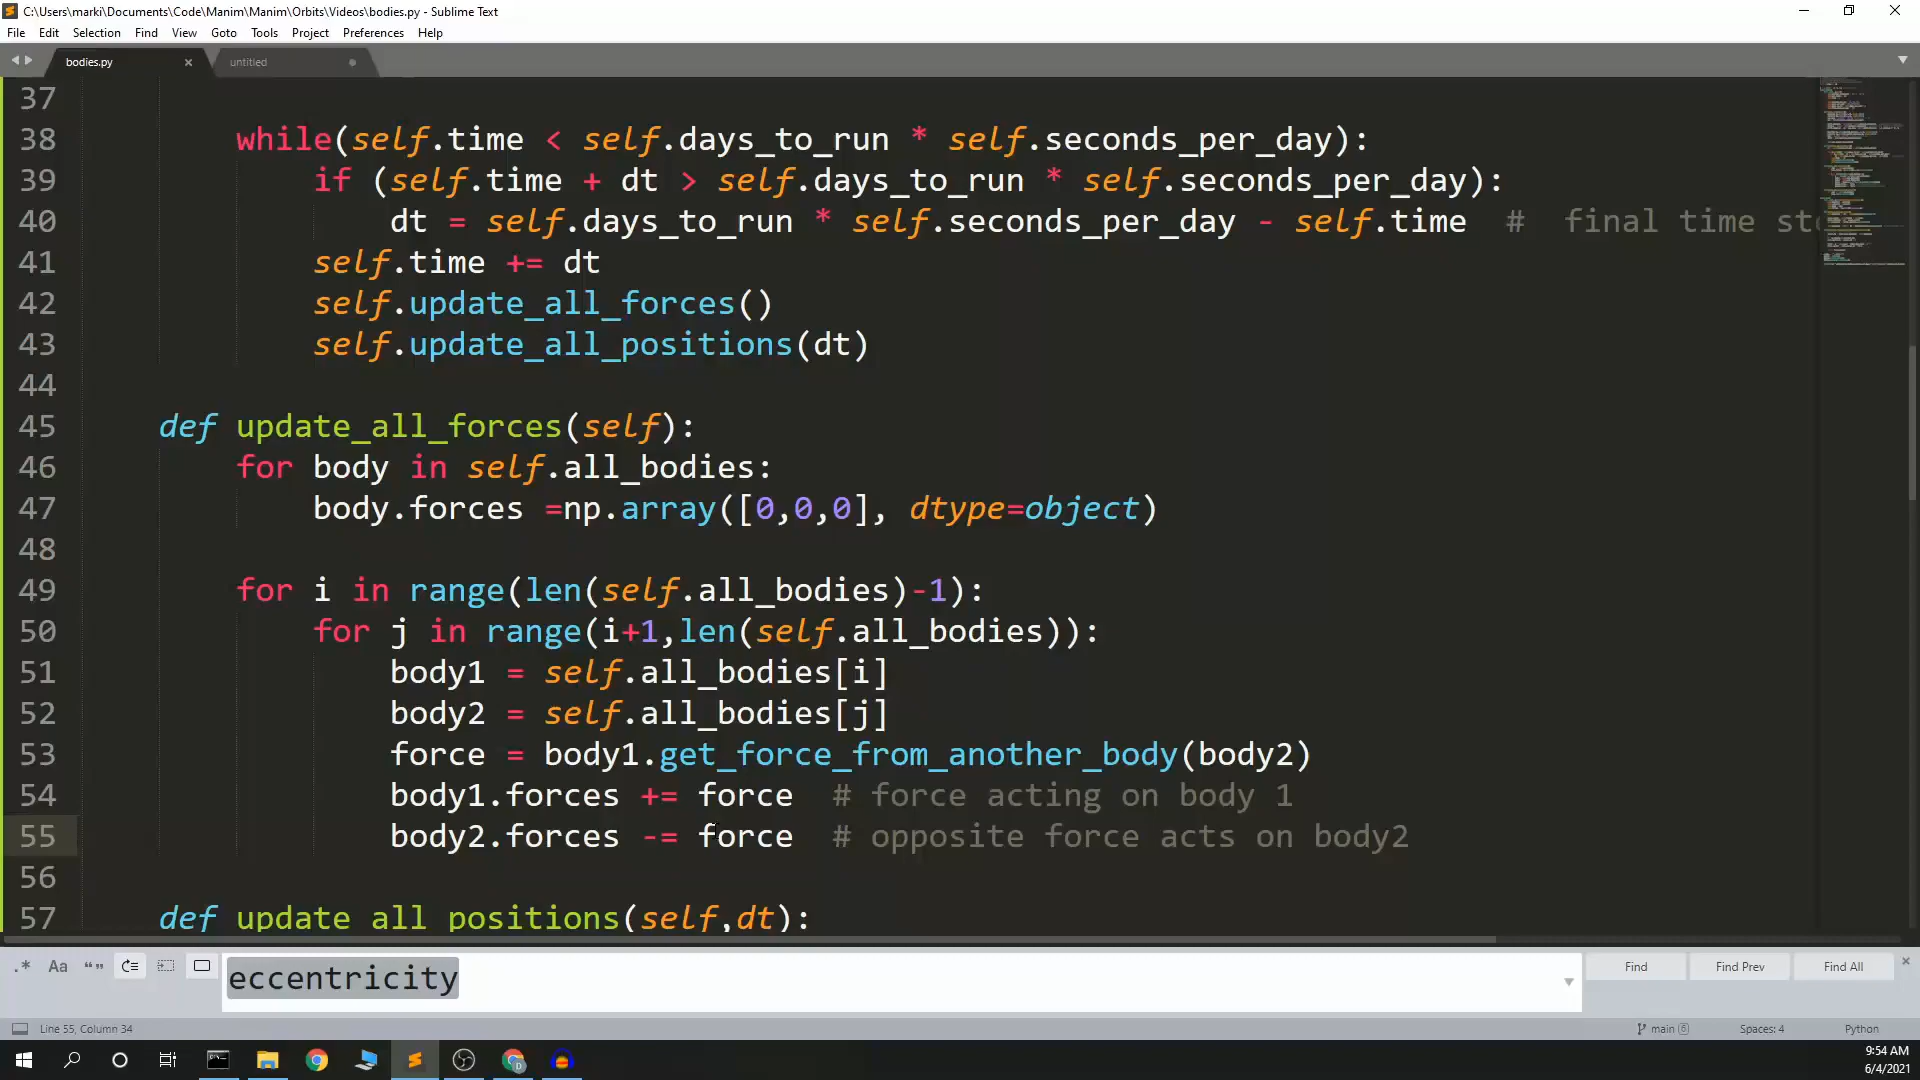 C:\Users\marki\Documents\Code\Manim\Manim\Orbits\Videos\bodies.py - Sublime Text
File Edit Selection Find View Goto Tools Project Preferences Help
bodies.py untitled
37
38 while(self.time < self.days_to_run * self.seconds_per_day):
39 if (self.time + dt > self.days_to_run * self.seconds_per_day):
40 dt = self.days_to_run * self.seconds_per_day - self.time # final time
41 self.time += dt
42 self.update_all_forces()
43 self.update_all_positions(dt)
44
45 def update_all_forces(self):
46 for body in self.all_bodies:
47 body.forces =np.array([0,0,0], dtype=object)
48
49 for i in range(len(self.all_bodies)-1):
50 for j in range(i+1,len(self.all_bodies)):
51 body1 = self.all_bodies[i]
52 body2 = self.all_bodies[j]
53 force = body1.get_force_from_another_body(body2)
54 body1.forces += force # force acting on body 1
55 body2.forces -= force # opposite force acts on body2
56
57 def update_all_positions(self,dt):
.* Aa “ ” eccentricity Find Find Prev Find All
Line 55, Column 34 main 6 Spaces: 4 Python
9:54 AM
6/4/2021